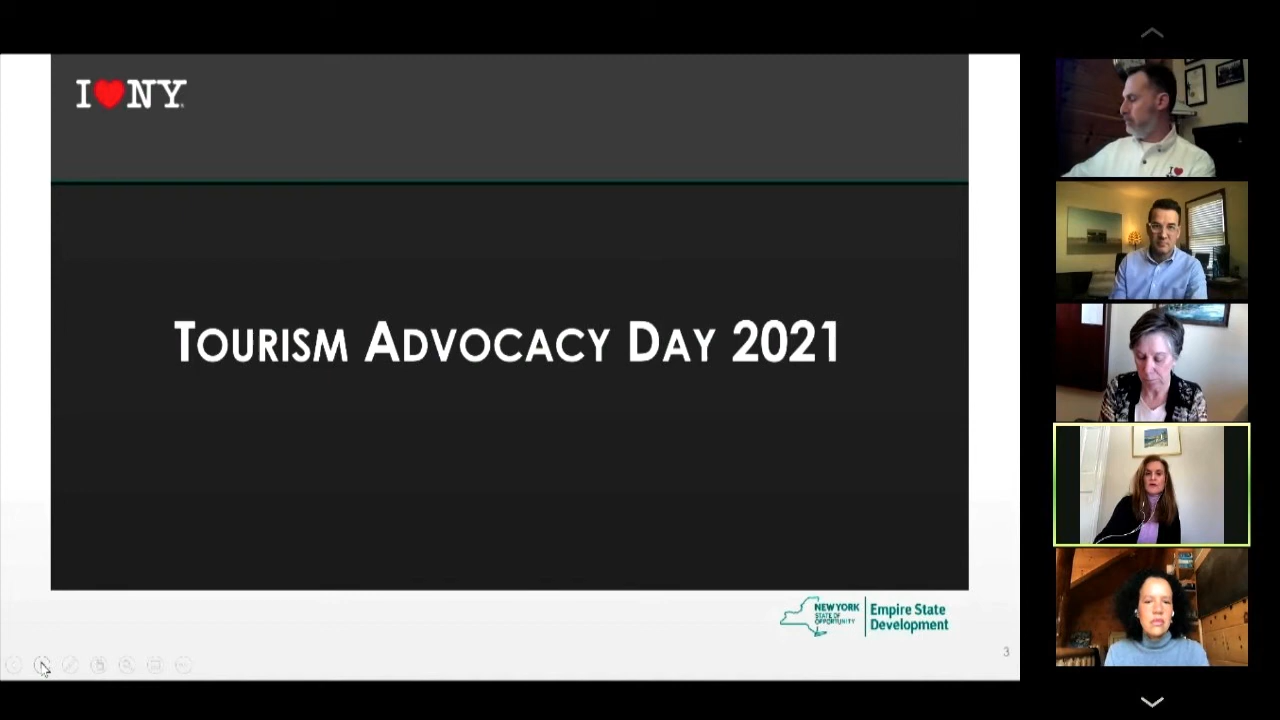 I❤NY
TOURISM ADVOCACY DAY 2021
NEW YORK
STATE OF
OPPORTUNITY
Empire State
Development
3